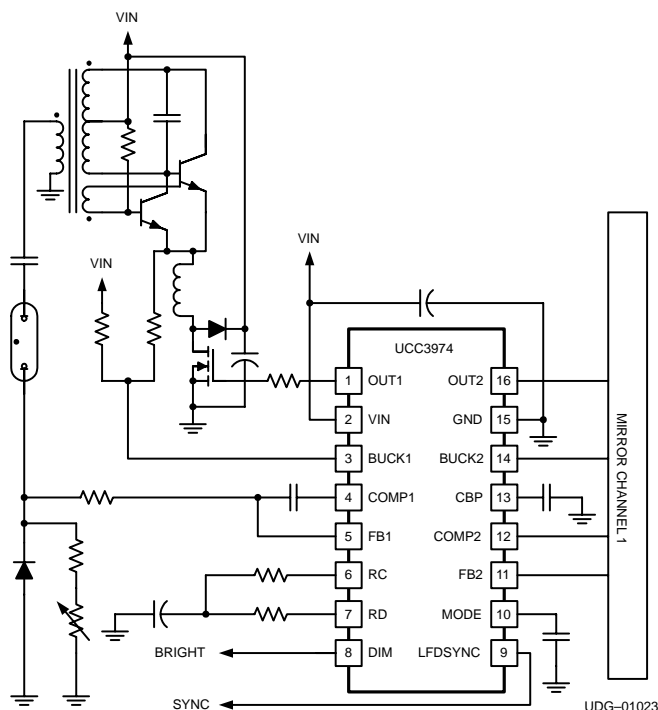 VIN
VIN
VIN
UCC3974
1 OUT1
OUT2 16
2 VIN
GND 15
3 BUCK1
BUCK2 14
4 COMP1
CBP 13
5 FB1
COMP2 12
6 RC
FB2 11
7 RD
MODE 10
8 DIM
LFDSYNC 9
MIRROR CHANNEL 1
BRIGHT
SYNC
UDG–01023